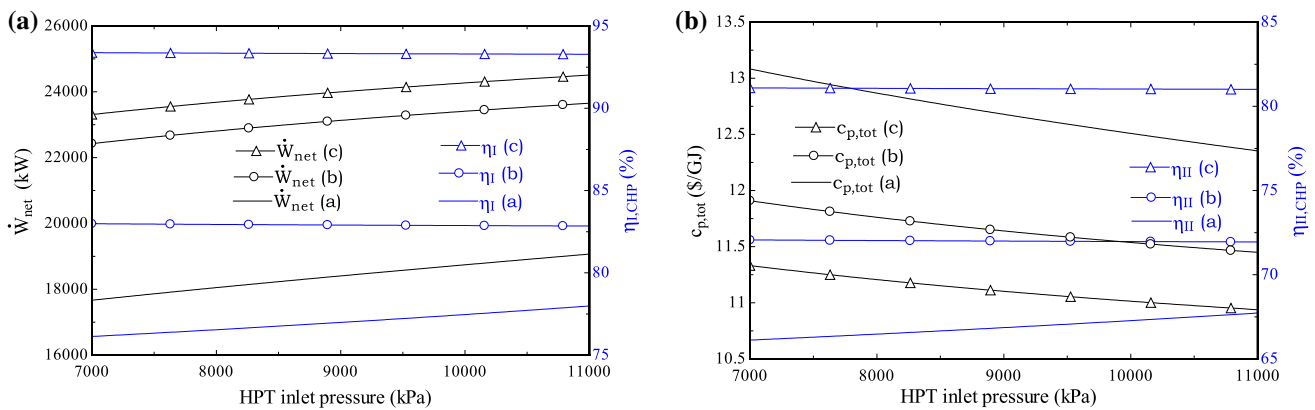 (a)
26000
24000
22000
20000
18000
16000
Ẇnet (kW)
95
90
85
80
75
ηI,CHP (%)
Ẇnet (c)
Ẇnet (b)
Ẇnet (a)
ηI (c)
ηI (b)
ηI (a)
7000 8000 9000 10000 11000
HPT inlet pressure (kPa)
(b)
13.5
13
12.5
12
11.5
11
10.5
cp,tot ($/GJ)
85
81
75
70
65
ηII,CHP (%)
cp,tot (c)
cp,tot (b)
cp,tot (a)
ηII (c)
ηII (b)
ηII (a)
7000 8000 9000 10000 11000
HPT inlet pressure (kPa)